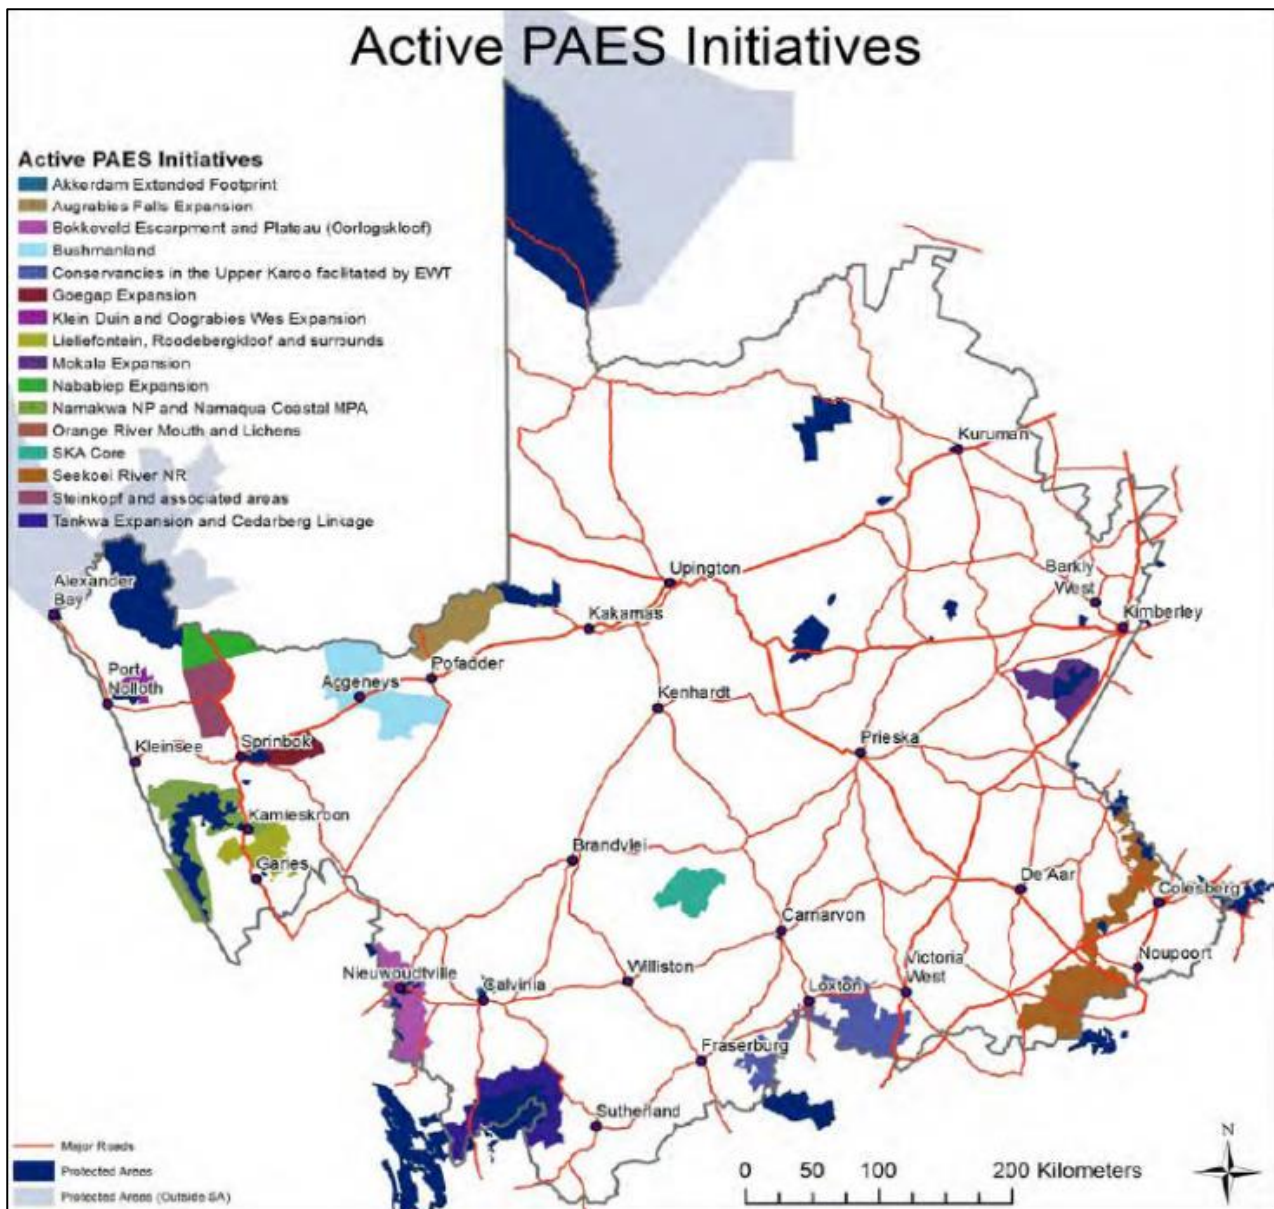 Active PAES Initiatives
Active PAES Initiatives
Akkerdam Extended Footprint
Augrabies Falls Expansion
Bokkeveld Escarpment and Plateau (Oorlogskloof)
Bushmanland
Conservancies in the Upper Karoo facilitated by EWT
Goegap Expansion
Klein Duin and Oograbies Wes Expansion
Lieliefontein, Roodebergkloof and surrounds
Mokala Expansion
Nababiep Expansion
Namakwa NP and Namaqua Coastal MPA
Orange River Mouth and Lichens
SKA Core
Seekoei River NR
Steinkopf and associated areas
Tankwa Expansion and Cedarberg Linkage
Kuruman
Alexander
Bay
Upington
Barkly
West
Kakamas
Kimberley
Port
Nolloth
Pofadder
Aggeneys
Kenhardt
Kleinsee
Sprinbok
Prieska
Kamieskroon
Brandvlei
Garies
De Aar
Colesberg
Carnarvon
Nieuwoudtville
Williston
Victoria
West
Noupoort
Calvinia
Loxton
Fraserburg
Sutherland
Major Roads
Protected Areas
Protected Areas (Outside SA)
0 50 100 200 Kilometers
N